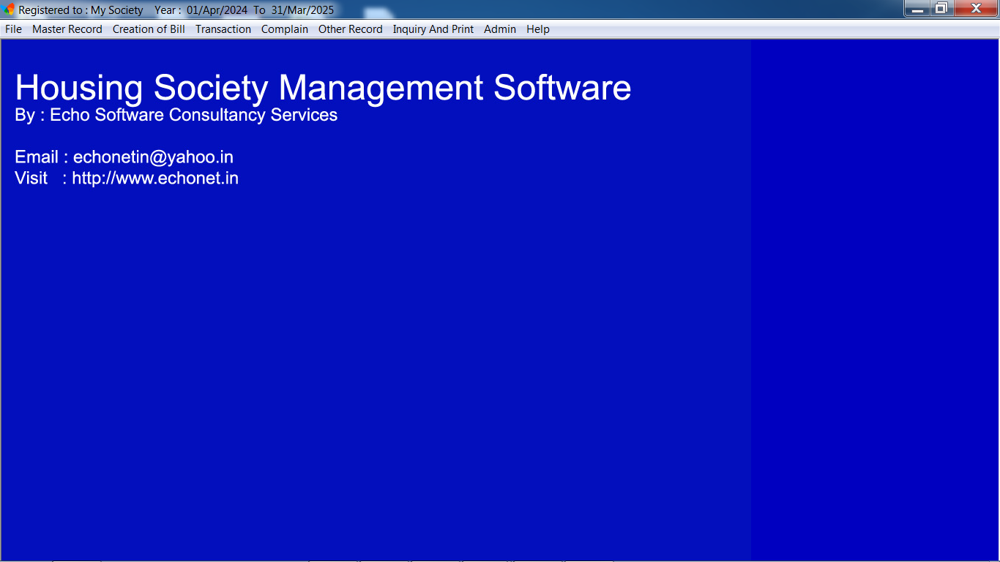 Registered to : My Society Year : 01/Apr/2024 To 31/Mar/2025
File Master Record Creation of Bill Transaction Complain Other Record Inquiry And Print Admin Help
Housing Society Management Software
By : Echo Software Consultancy Services
Email : echonetin@yahoo.in
Visit : http://www.echonet.in